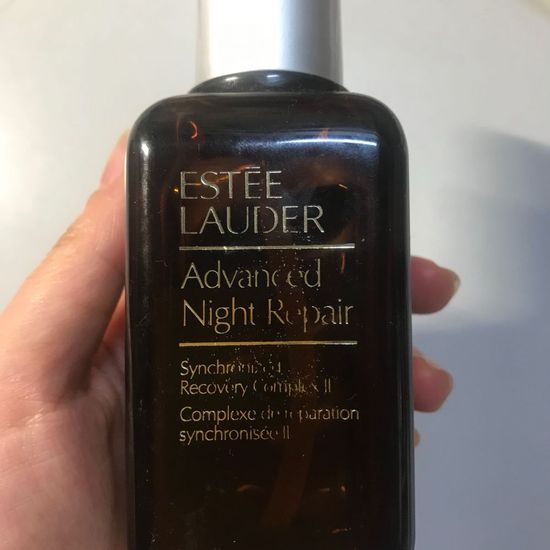 ESTĒE
LAUDER
Advanced
Night Repair
Synchronized
Recovery Complex II
Complexe de réparation
synchronisée II